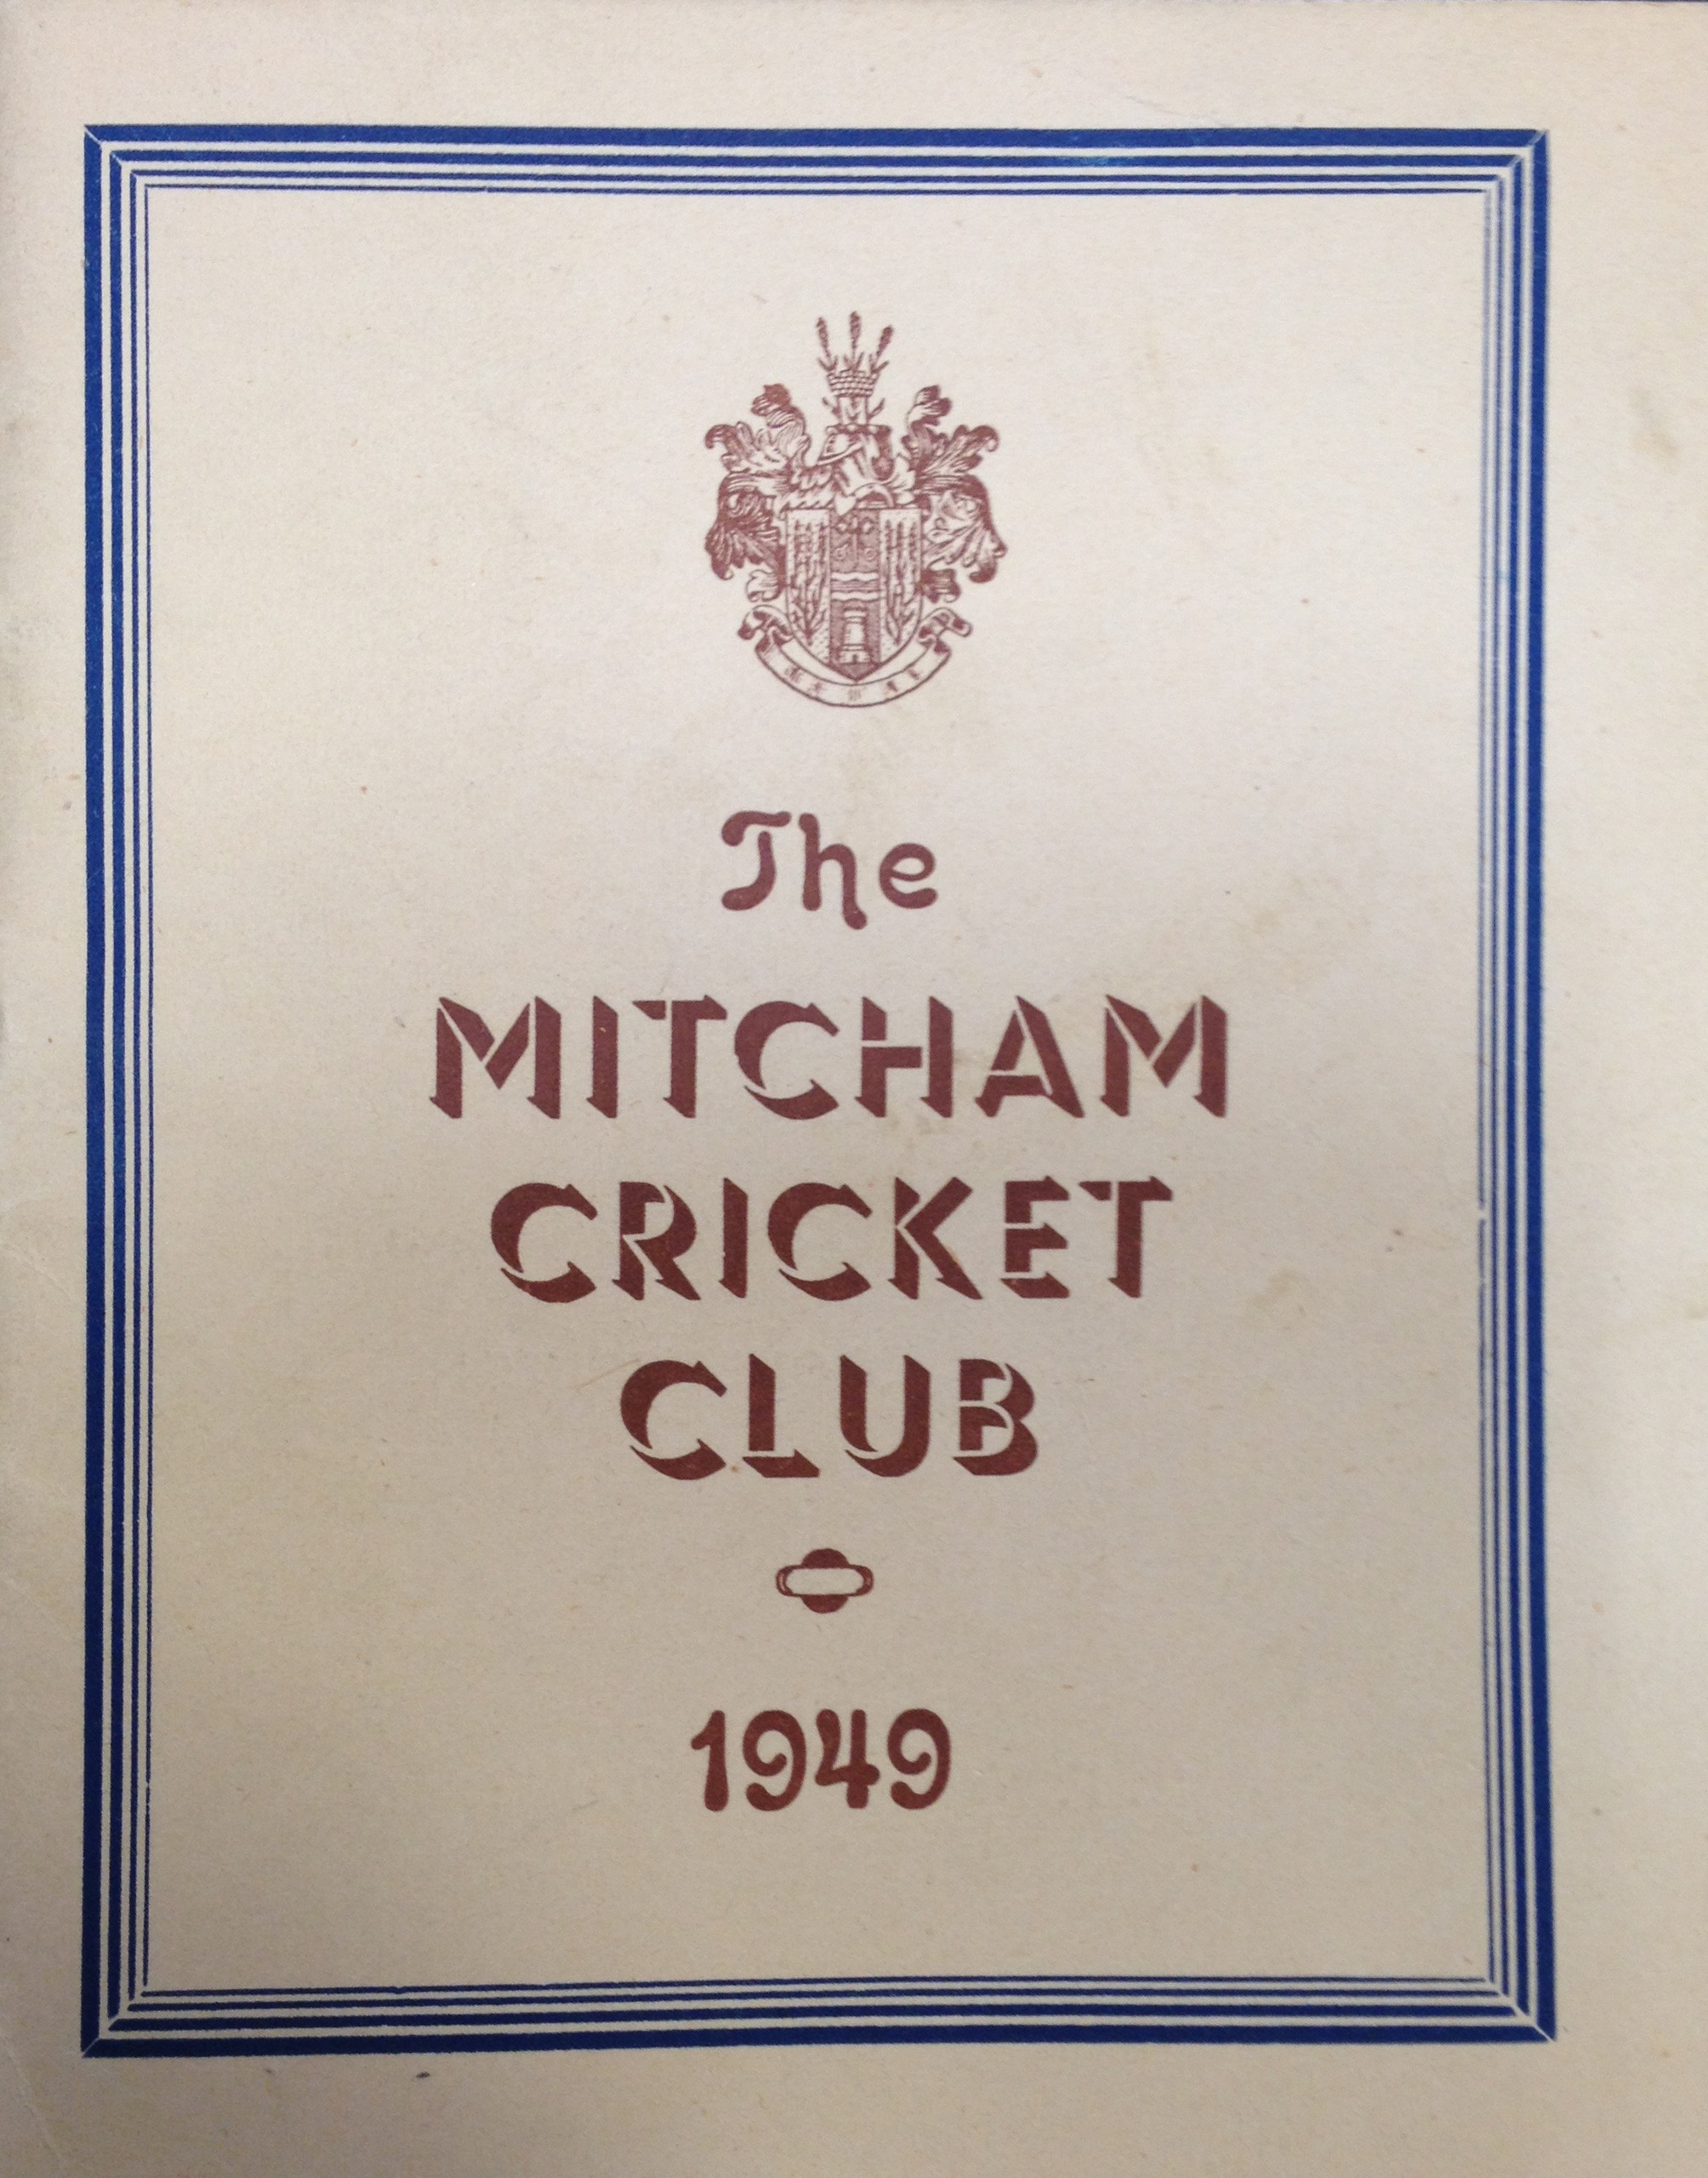 The
MITCHAM
CRICKET
CLUB
1949